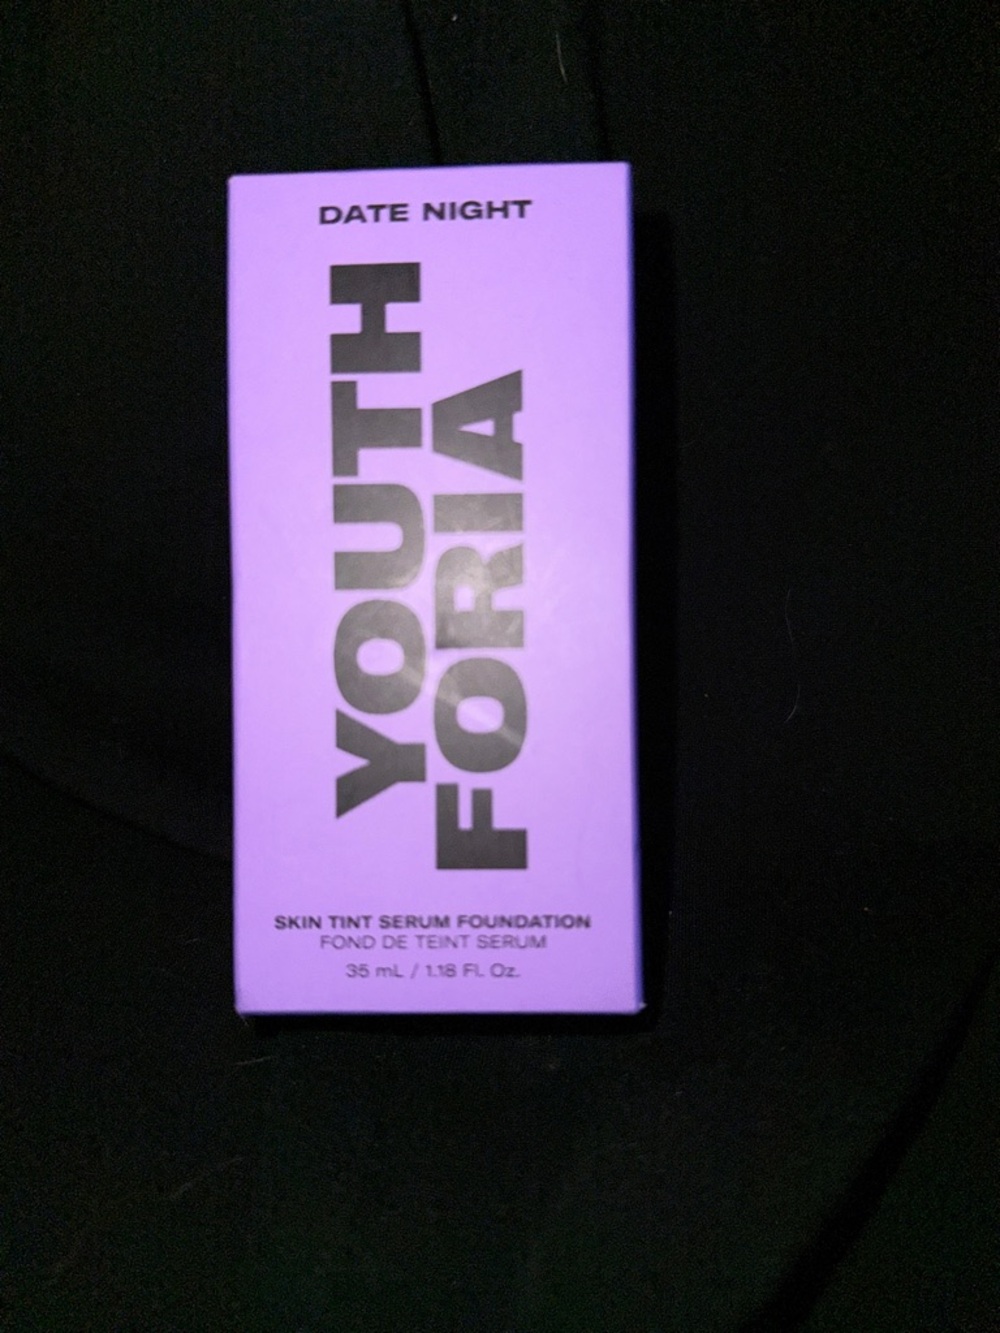 DATE NIGHT
YOUTH
FORIA
SKIN TINT SERUM FOUNDATION
FOND DE TEINT SERUM
35 mL / 1.18 Fl. Oz.